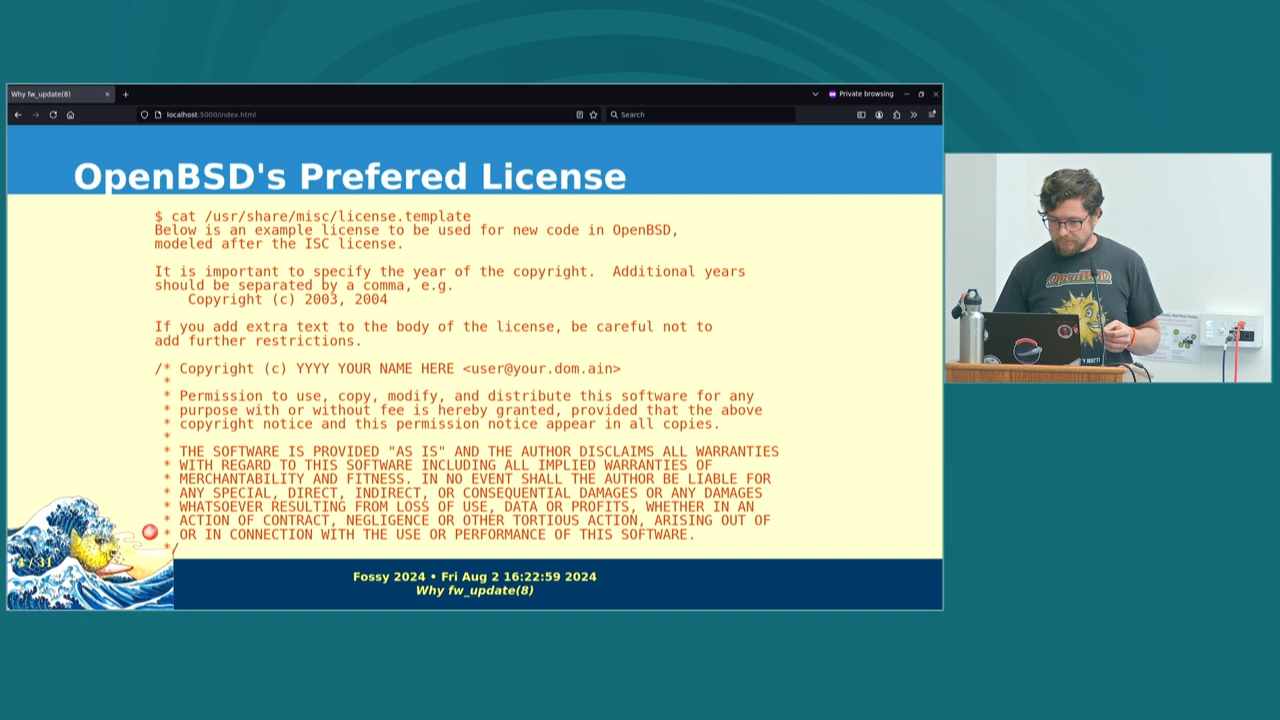 Why fw_update(8)
Private browsing
localhost:5000/index.html
Search
OpenBSD's Prefered License
$ cat /usr/share/misc/license.template
Below is an example license to be used for new code in OpenBSD,
modeled after the ISC license.
It is important to specify the year of the copyright.  Additional years
should be separated by a comma, e.g.
Copyright (c) 2003, 2004
If you add extra text to the body of the license, be careful not to
add further restrictions.
/* Copyright (c) YYYY YOUR NAME HERE <user@your.dom.ain>
*
* Permission to use, copy, modify, and distribute this software for any
* purpose with or without fee is hereby granted, provided that the above
* copyright notice and this permission notice appear in all copies.
*
* THE SOFTWARE IS PROVIDED "AS IS" AND THE AUTHOR DISCLAIMS ALL WARRANTIES
* WITH REGARD TO THIS SOFTWARE INCLUDING ALL IMPLIED WARRANTIES OF
* MERCHANTABILITY AND FITNESS. IN NO EVENT SHALL THE AUTHOR BE LIABLE FOR
* ANY SPECIAL, DIRECT, INDIRECT, OR CONSEQUENTIAL DAMAGES OR ANY DAMAGES
* WHATSOEVER RESULTING FROM LOSS OF USE, DATA OR PROFITS, WHETHER IN AN
* ACTION OF CONTRACT, NEGLIGENCE OR OTHER TORTIOUS ACTION, ARISING OUT OF
* OR IN CONNECTION WITH THE USE OR PERFORMANCE OF THIS SOFTWARE.
*/
4 / 31
Fossy 2024 • Fri Aug 2 16:22:59 2024
Why fw_update(8)
OpenBSD